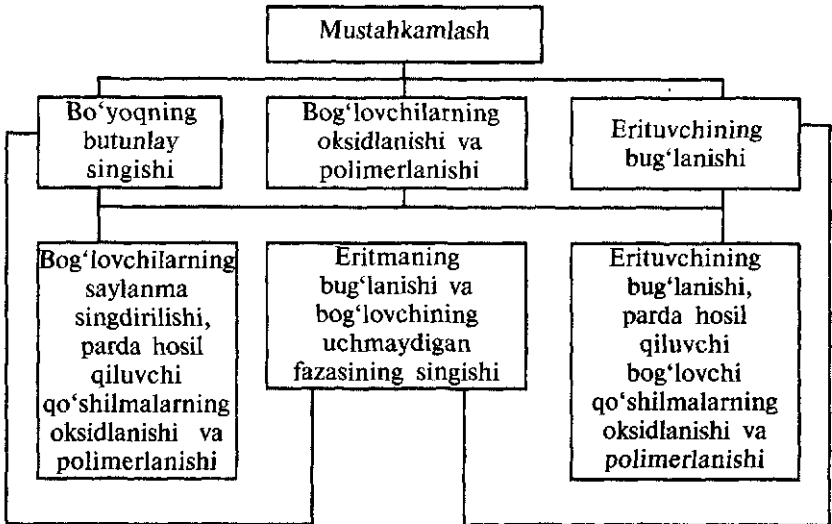 Mustahkamlash
Bo‘yoqning
butunlay
singishi
Bog‘lovchilarning
oksidlanishi va
polimerlanishi
Erituvchining
bug‘lanishi
Bog‘lovchilarning
saylanma
singdirilishi,
parda hosil
qiluvchi
qo‘shilmalarning
oksidlanishi va
polimerlanishi
Eritmaning
bug‘lanishi va
bog‘lovchining
uchmaydigan
fazasining singishi
Erituvchining
bug‘lanishi,
parda hosil
qiluvchi
bog‘lovchi
qo‘shilmalarning
oksidlanishi va
polimerlanishi